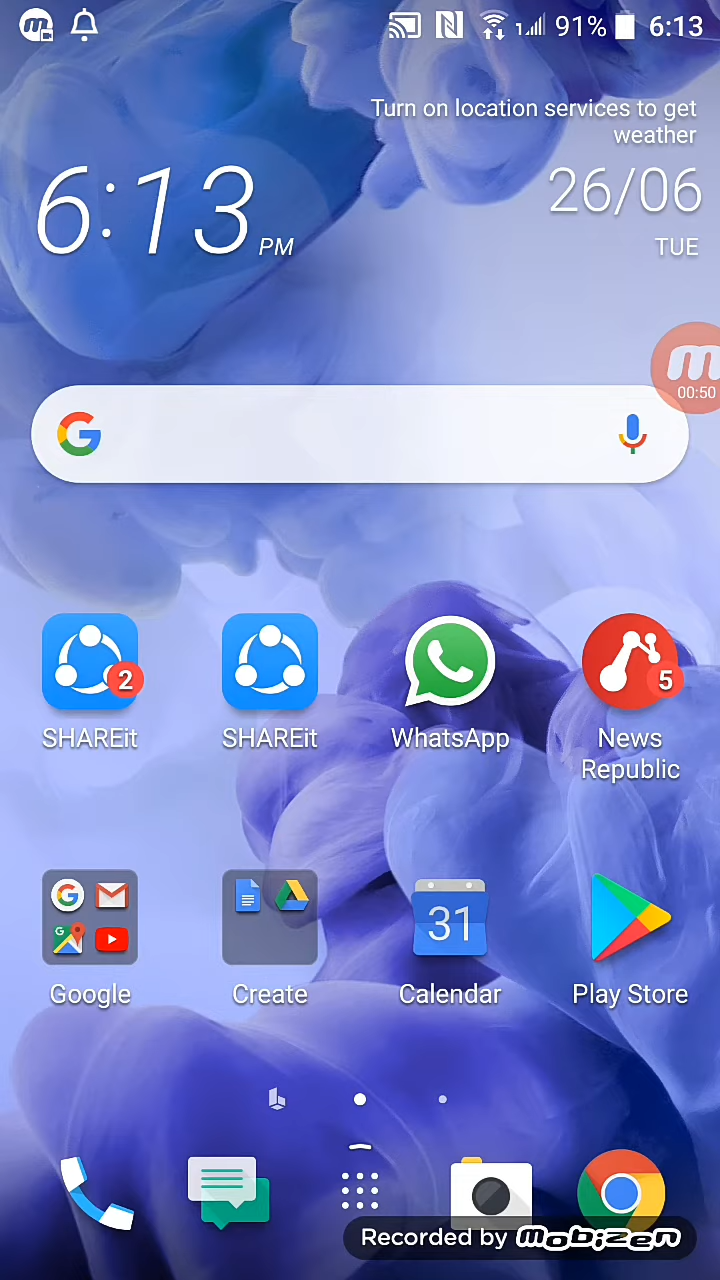 91% 6:13
Turn on location services to get
weather
6:13 PM
26/06
TUE
00:50
2
5
SHAREit
SHAREit
WhatsApp
News
Republic
31
Google
Create
Calendar
Play Store
Recorded by mobizen